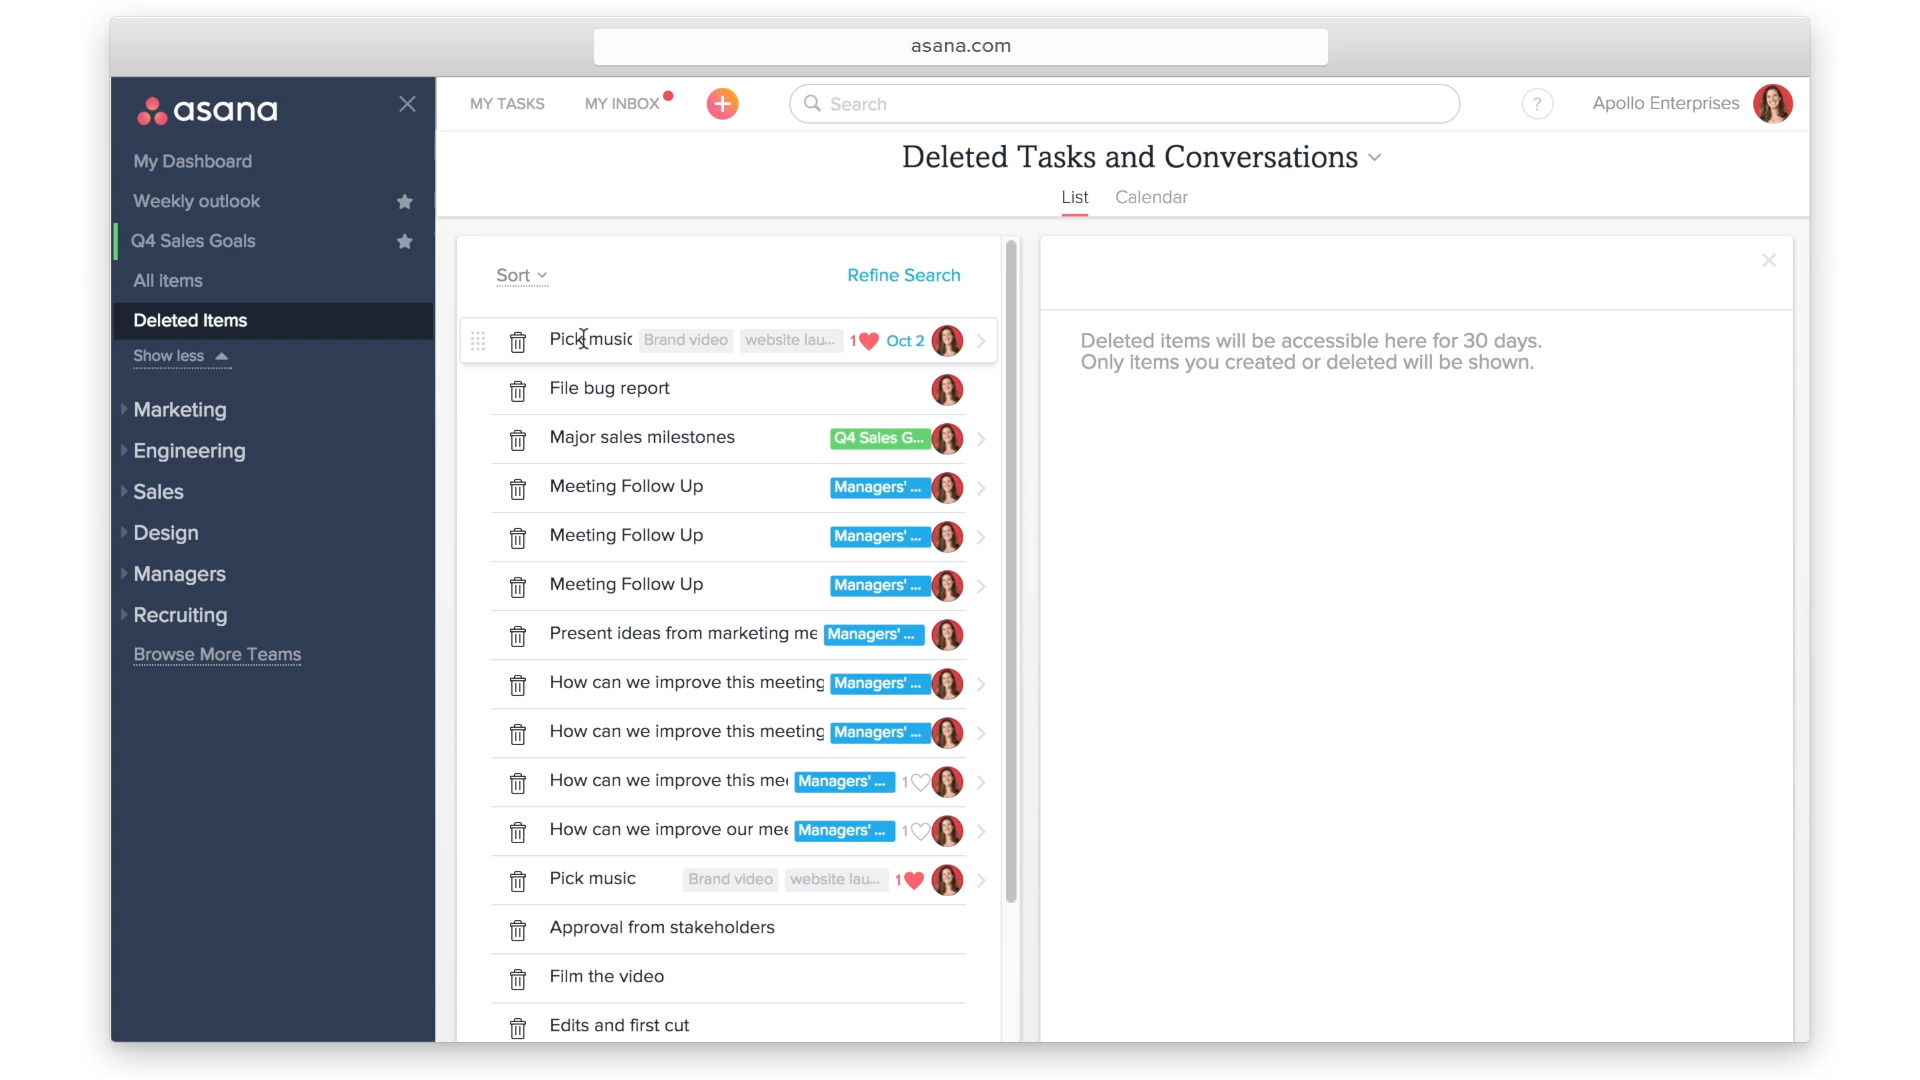 asana.com
asana
MY TASKS
MY INBOX
Search
?
Apollo Enterprises
My Dashboard
Weekly outlook
Q4 Sales Goals
All items
Deleted Items
Show less
Marketing
Engineering
Sales
Design
Managers
Recruiting
Browse More Teams
Deleted Tasks and Conversations
List Calendar
Sort
Refine Search
Pick music Brand video website lau... 1 Oct 2
File bug report
Major sales milestones Q4 Sales G...
Meeting Follow Up Managers' ...
Meeting Follow Up Managers' ...
Meeting Follow Up Managers' ...
Present ideas from marketing me Managers' ...
How can we improve this meeting Managers' ...
How can we improve this meeting Managers' ...
How can we improve this mee Managers' ... 1
How can we improve our mee Managers' ... 1
Pick music Brand video website lau... 1
Approval from stakeholders
Film the video
Edits and first cut
Deleted items will be accessible here for 30 days.
Only items you created or deleted will be shown.